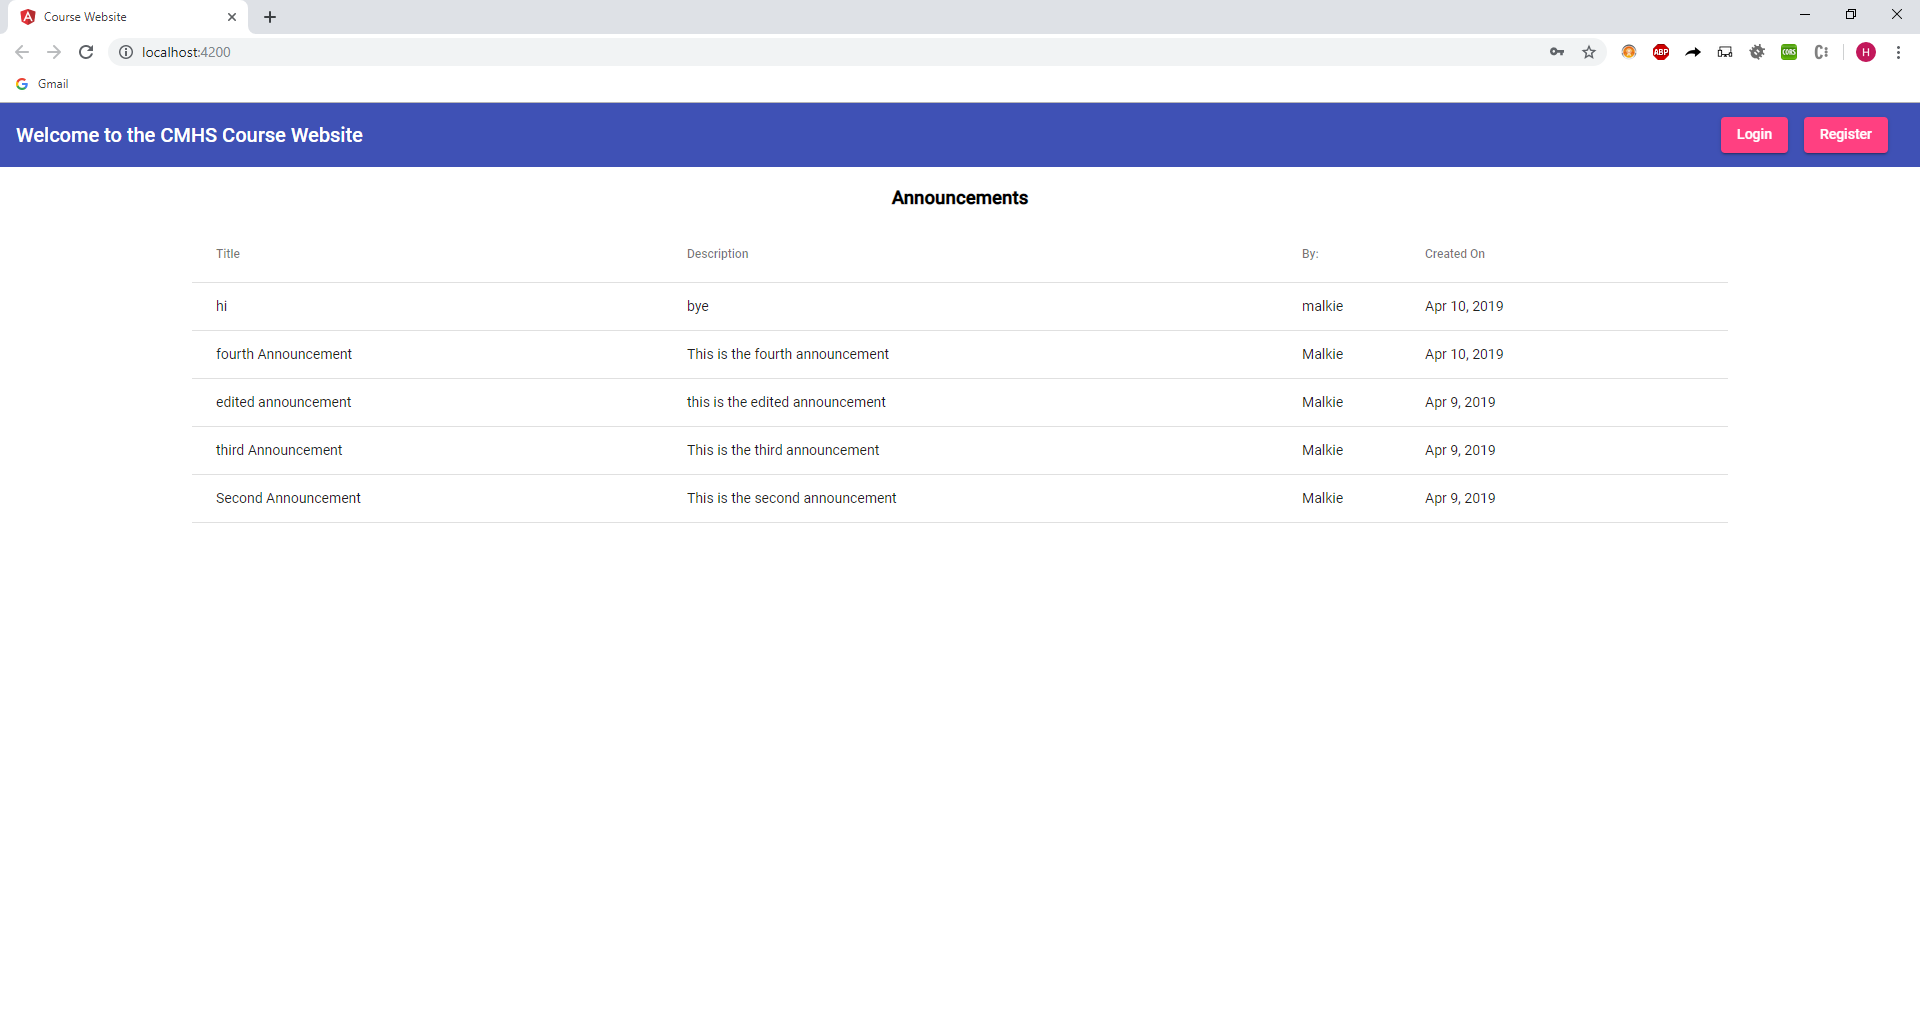 Course Website
localhost:4200
ABP
CORS
H
Gmail
Welcome to the CMHS Course Website
Login Register
Announcements
Title Description By: Created On
hi bye malkie Apr 10, 2019
fourth Announcement This is the fourth announcement Malkie Apr 10, 2019
edited announcement this is the edited announcement Malkie Apr 9, 2019
third Announcement This is the third announcement Malkie Apr 9, 2019
Second Announcement This is the second announcement Malkie Apr 9, 2019